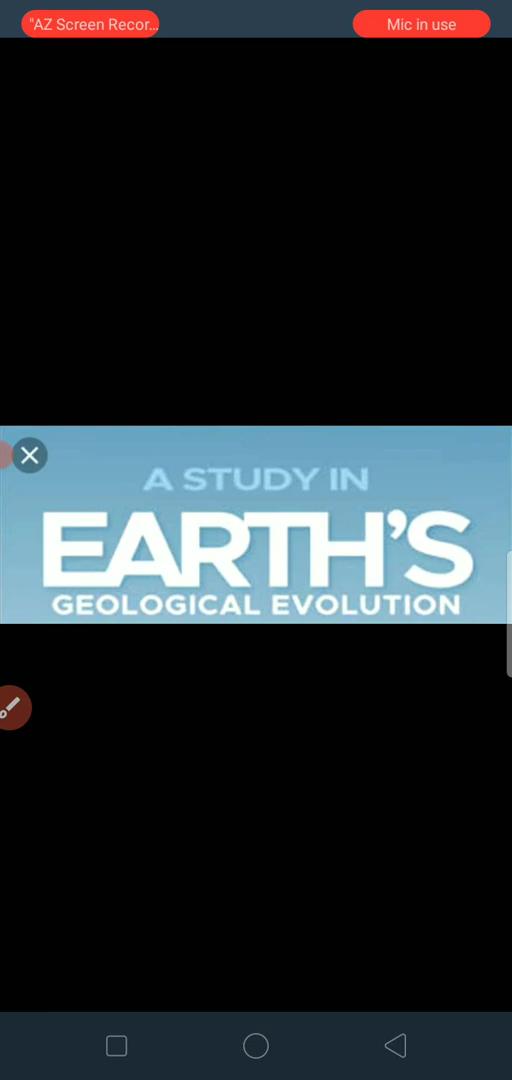 "AZ Screen Recor...
Mic in use
A STUDY IN
EARTH'S
GEOLOGICAL EVOLUTION